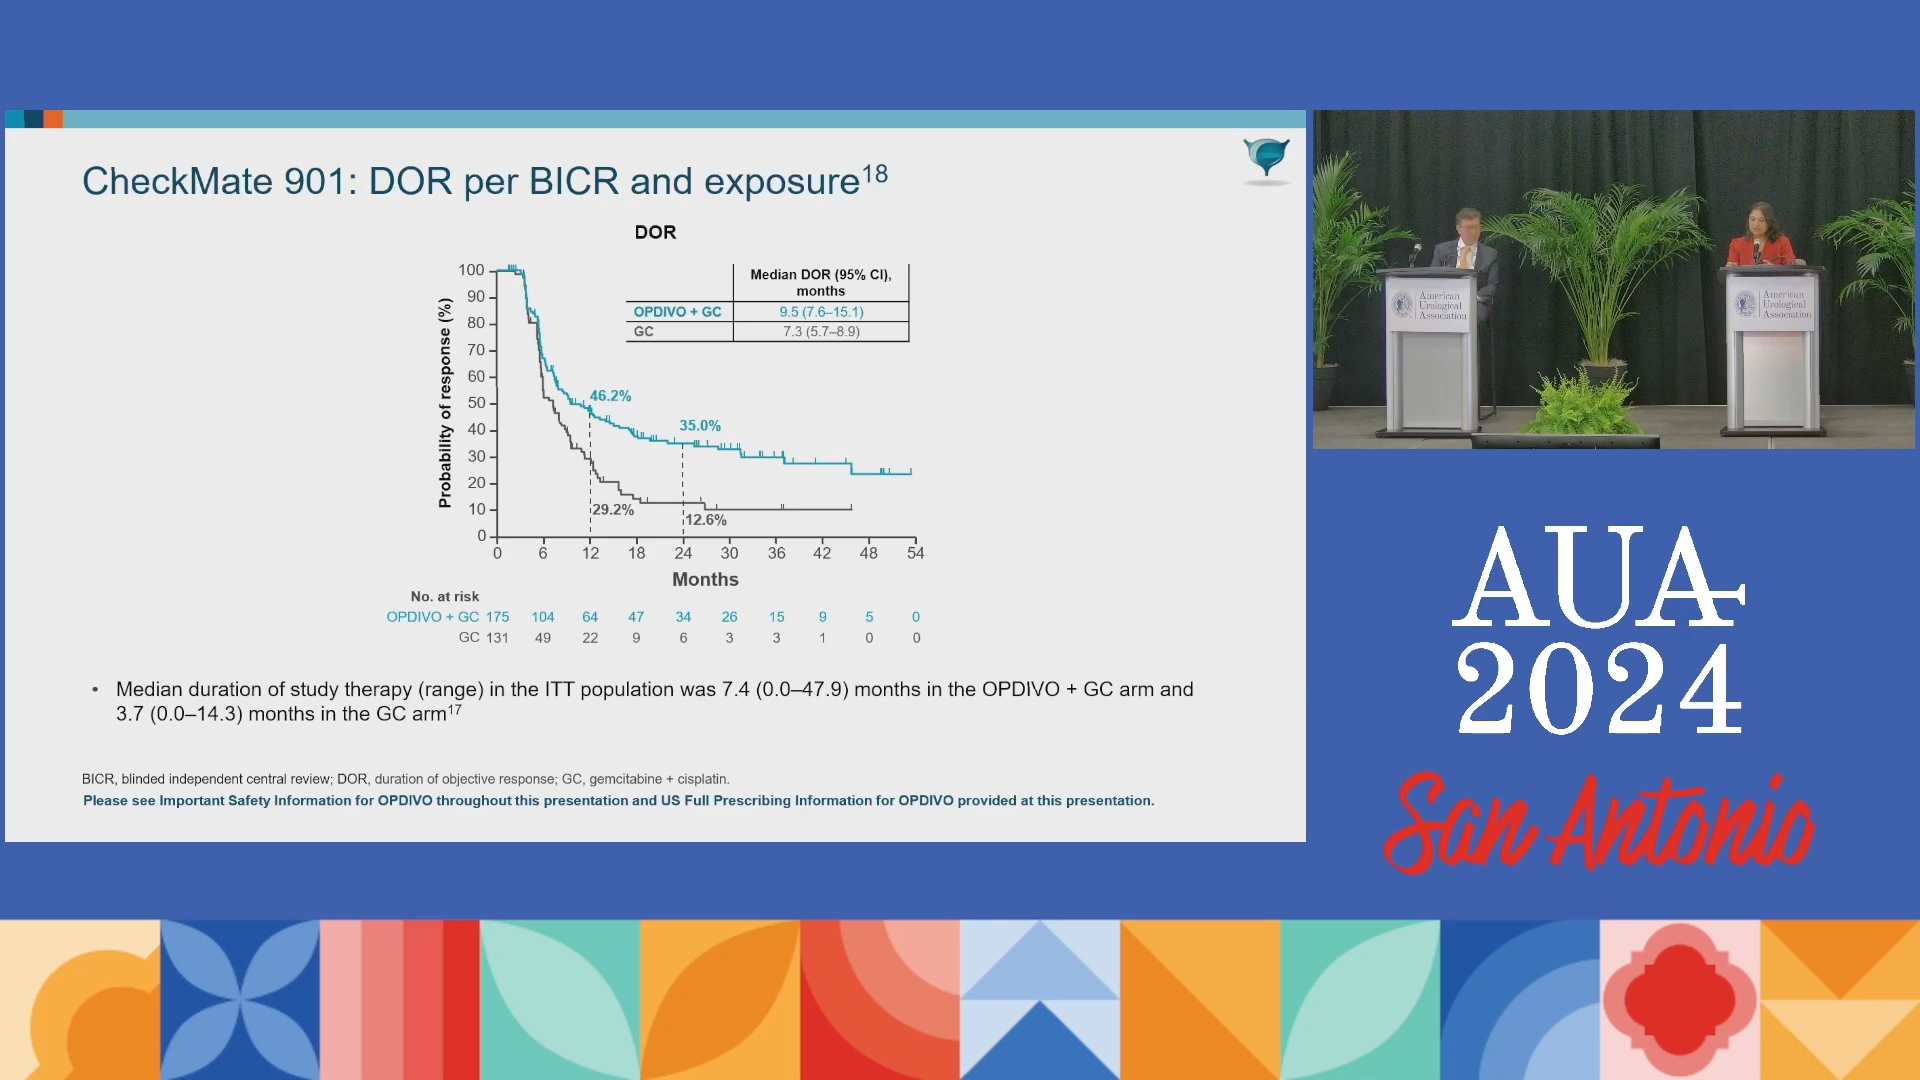 CheckMate 901: DOR per BICR and exposure18
DOR
Median DOR (95% CI),
months
OPDIVO + GC 9.5 (7.6–15.1)
GC 7.3 (5.7–8.9)
Probability of response (%)
100
90
80
70
60
50
40
30
20
10
0
46.2%
35.0%
29.2%
12.6%
0 6 12 18 24 30 36 42 48 54
Months
No. at risk
OPDIVO + GC 175 104 64 47 34 26 15 9 5 0
GC 131 49 22 9 6 3 3 1 0 0
• Median duration of study therapy (range) in the ITT population was 7.4 (0.0–47.9) months in the OPDIVO + GC arm and
3.7 (0.0–14.3) months in the GC arm17
BICR, blinded independent central review; DOR, duration of objective response; GC, gemcitabine + cisplatin.
Please see Important Safety Information for OPDIVO throughout this presentation and US Full Prescribing Information for OPDIVO provided at this presentation.
American
Urological
Association
American
Urological
Association
AUA
2024
San Antonio